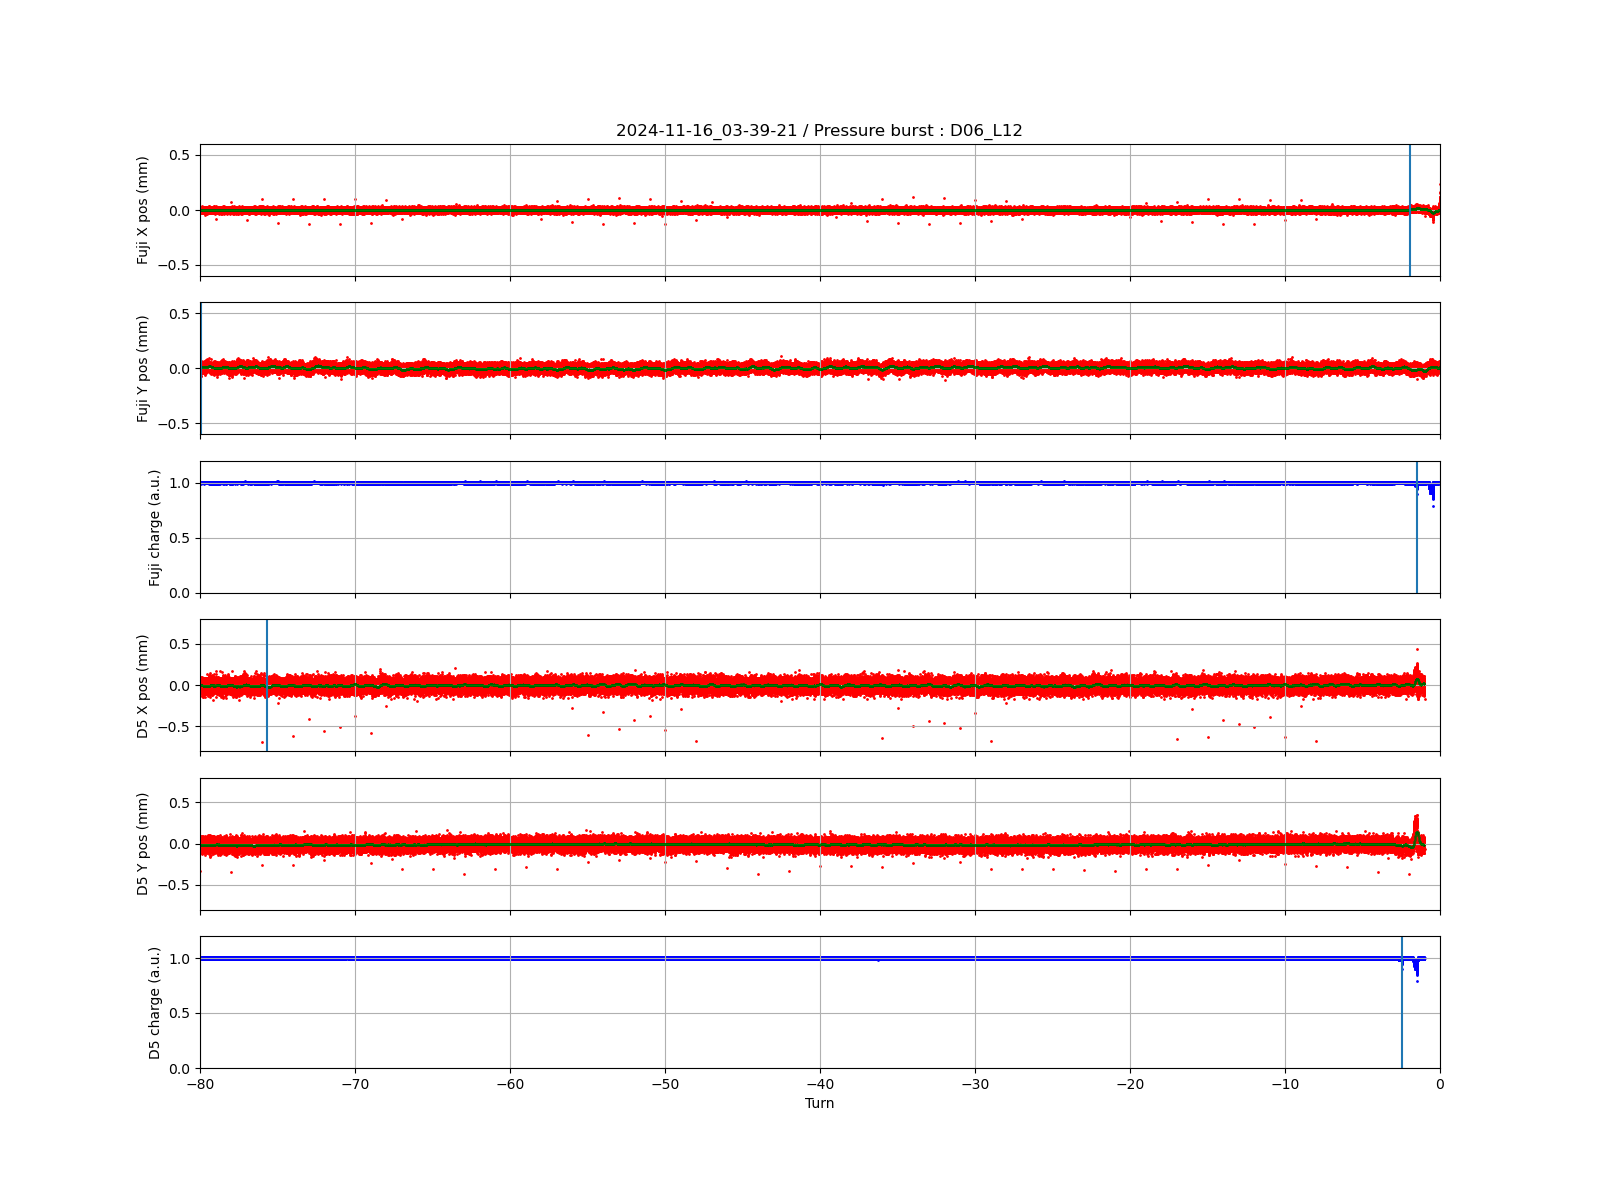 2024-11-16_03-39-21 / Pressure burst : D06_L12
Fuji X pos (mm)
0.5
0.0
−0.5
Fuji Y pos (mm)
0.5
0.0
−0.5
Fuji charge (a.u.)
1.0
0.5
0.0
D5 X pos (mm)
0.5
0.0
−0.5
D5 Y pos (mm)
0.5
0.0
−0.5
D5 charge (a.u.)
1.0
0.5
0.0
−80 −70 −60 −50 −40 −30 −20 −10 0
Turn